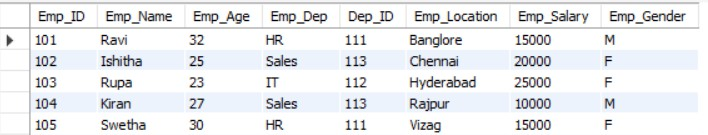 Emp_ID Emp_Name Emp_Age Emp_Dep Dep_ID Emp_Location Emp_Salary Emp_Gender
101 Ravi 32 HR 111 Banglore 15000 M
102 Ishitha 25 Sales 113 Chennai 20000 F
103 Rupa 23 IT 112 Hyderabad 25000 F
104 Kiran 27 Sales 113 Rajpur 10000 M
105 Swetha 30 HR 111 Vizag 15000 F